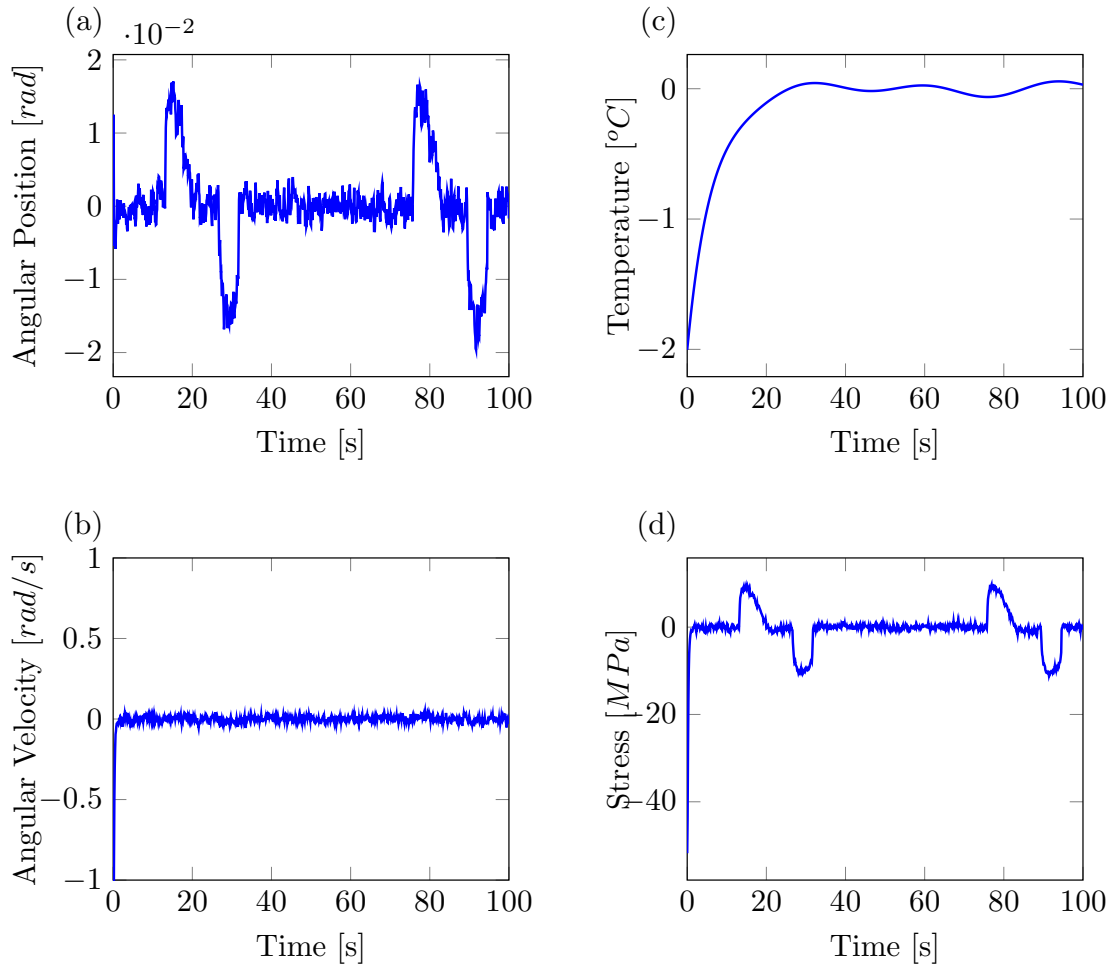 (a)
·10⁻²
Angular Position [rad]
2
1
0
−1
−2
0 20 40 60 80 100
Time [s]
(c)
Temperature [°C]
0
−1
−2
0 20 40 60 80 100
Time [s]
(b)
Angular Velocity [rad/s]
1
0.5
0
−0.5
−1
0 20 40 60 80 100
Time [s]
(d)
Stress [MPa]
0
−20
−40
0 20 40 60 80 100
Time [s]